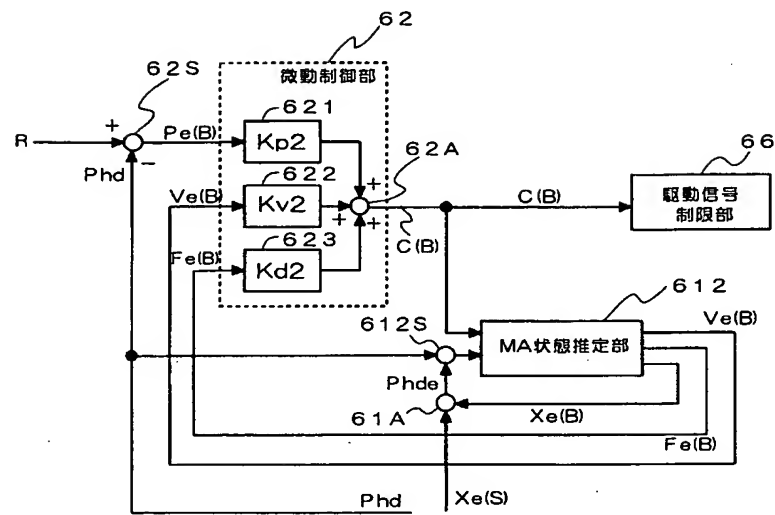 62
62S
微動制御部
621
R
+
Pe(B)
Kp2
62A
66
−
Phd
622
+
Ve(B)
Kv2
+
C(B)
駆動信号
制限部
623
+
C(B)
Fe(B)
Kd2
612
612S
Ve(B)
MA状態推定部
Phde
61A
Xe(B)
Fe(B)
Phd
Xe(S)